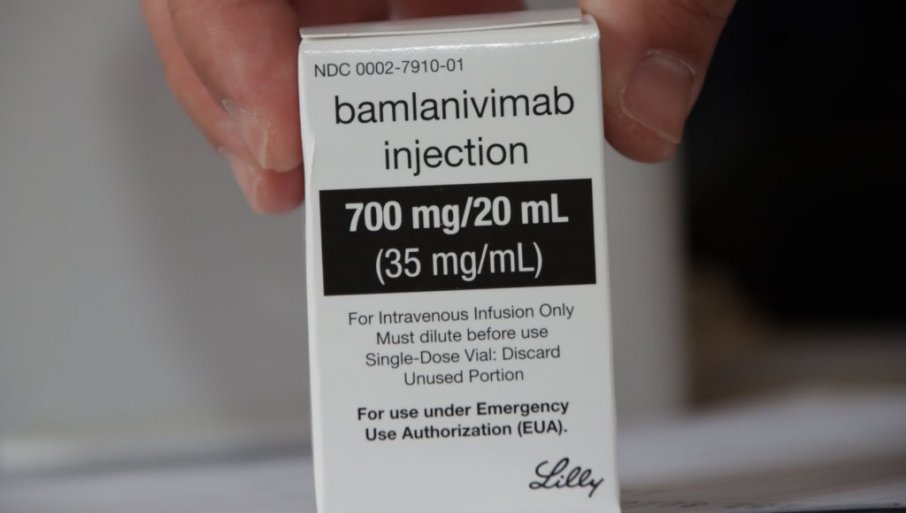 NDC 0002-7910-01
bamlanivimab
injection
700 mg/20 mL
(35 mg/mL)
For Intravenous Infusion Only
Must dilute before use
Single-Dose Vial: Discard
Unused Portion
For use under Emergency
Use Authorization (EUA).
Lilly